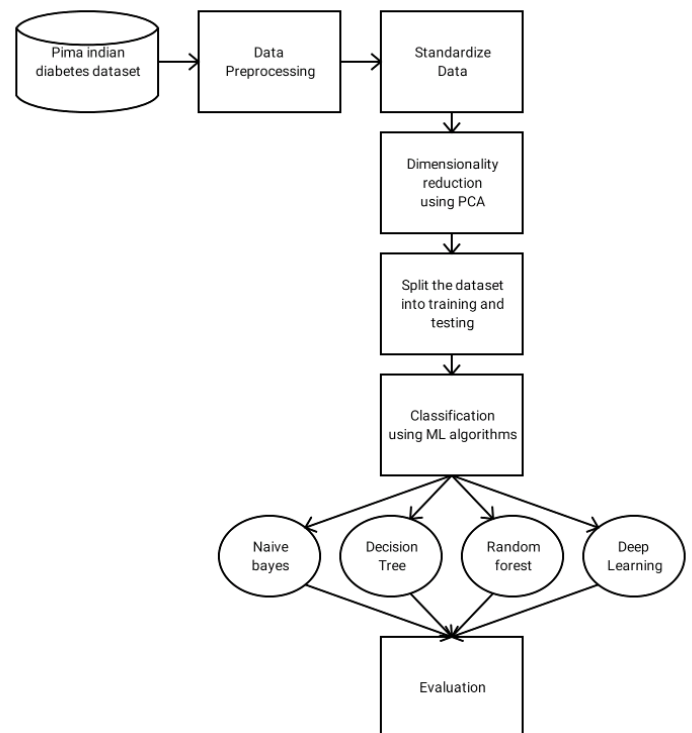 Pima indian
diabetes dataset
Data
Preprocessing
Standardize
Data
Dimensionality
reduction
using PCA
Split the dataset
into training and
testing
Classification
using ML algorithms
Naive
bayes
Decision
Tree
Random
forest
Deep
Learning
Evaluation